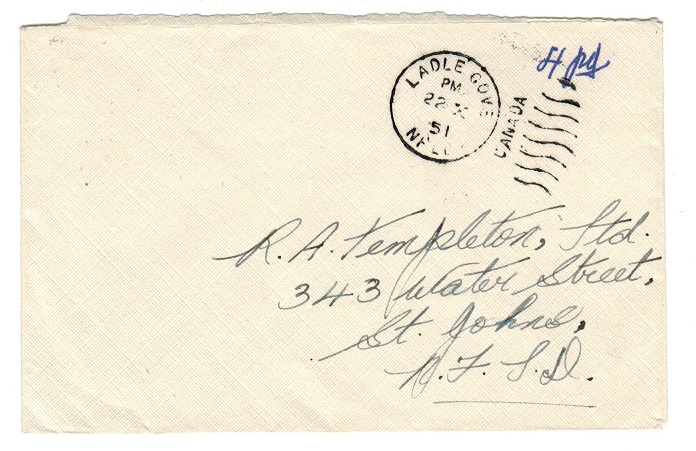 4 pd
LADLE COVE
PM
22 X
51
NFLD
CANADA
R. A. Templeton, Ltd.
343 Water Street,
St. Johns,
N. F. L. D.